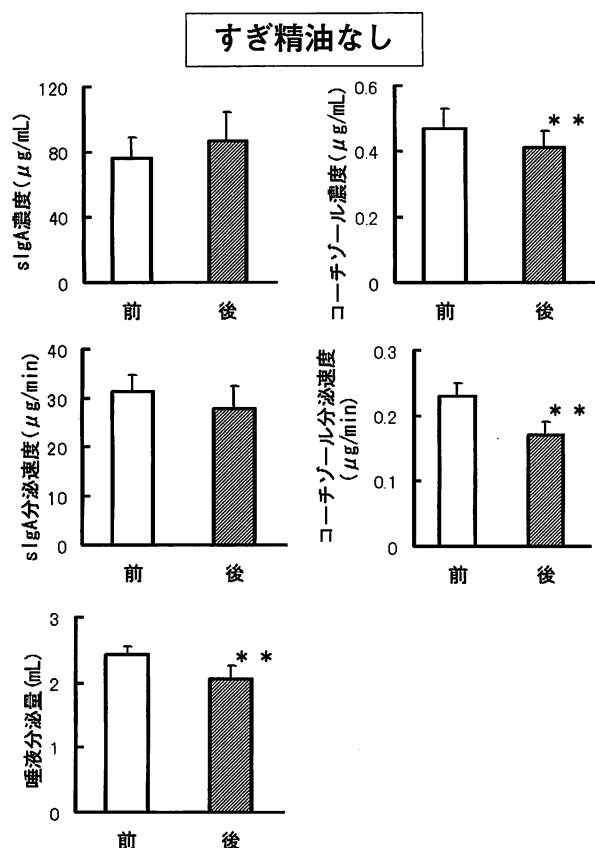 すぎ精油なし
sIgA濃度(μg/mL)
120
80
40
0
前 後
コーチゾール濃度(μg/mL)
0.6
0.4
0.2
0
**
前 後
sIgA分泌速度(μg/min)
40
30
20
10
0
前 後
コーチゾール分泌速度
(μg/min)
0.3
0.2
0.1
0
**
前 後
唾液分泌量(mL)
3
2
1
0
**
前 後